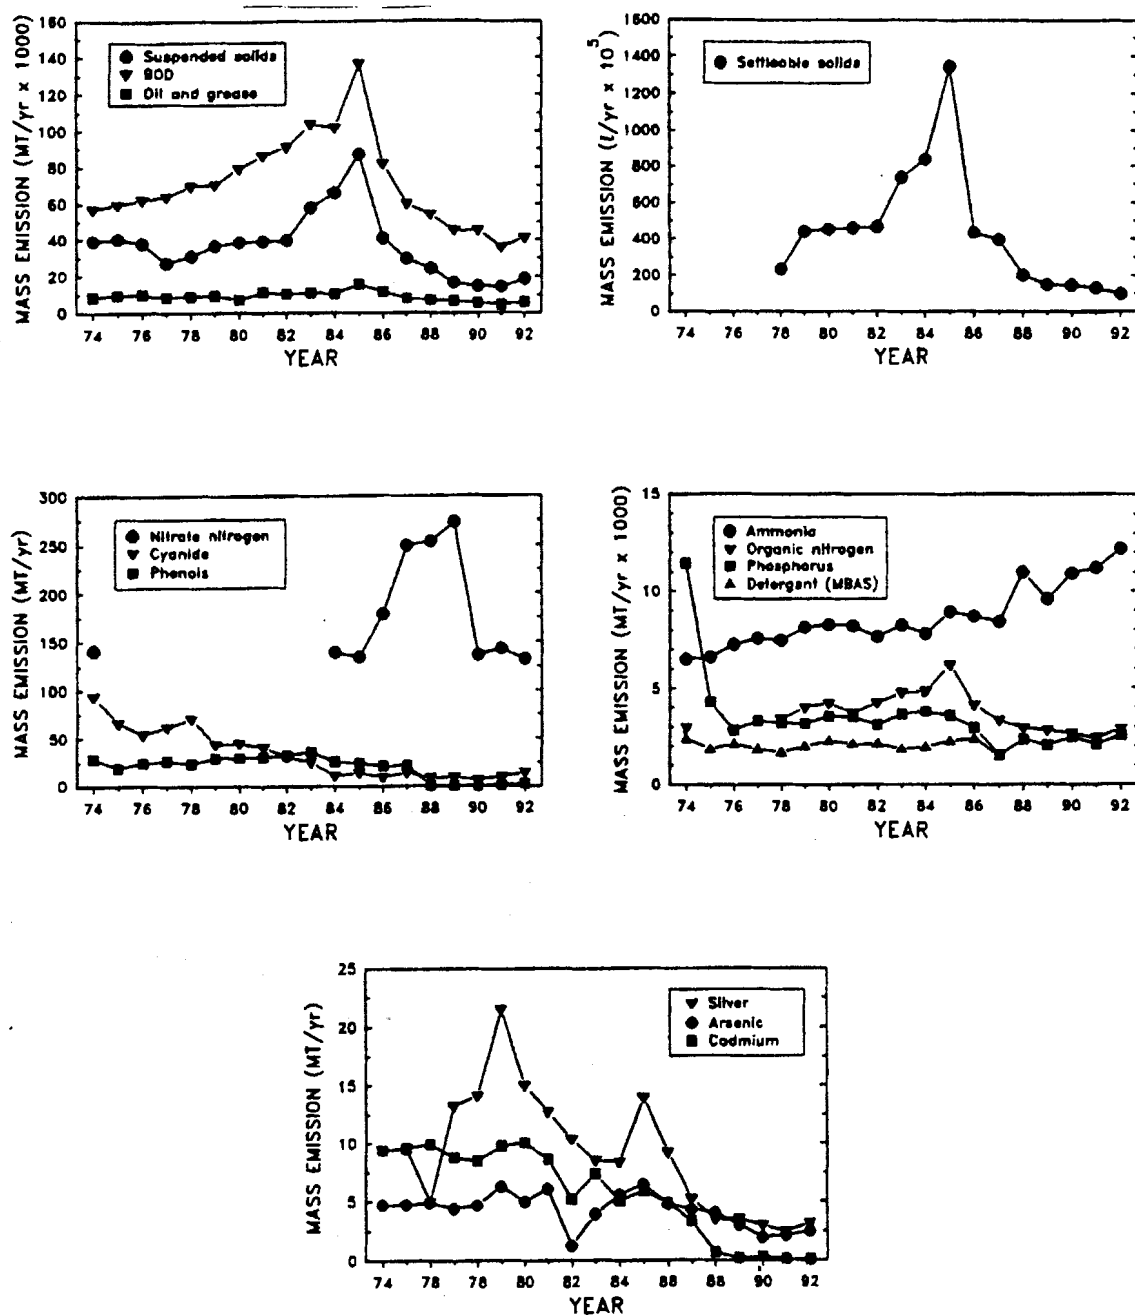 MASS EMISSION (MT/yr x 1000)
160
140
120
100
80
60
40
20
0
Suspended solids
BOD
Oil and grease
74 76 78 80 82 84 86 88 90 92
YEAR
MASS EMISSION (l/yr x 10^5)
1600
1400
1200
1000
800
600
400
200
0
Settleable solids
74 76 78 80 82 84 86 88 90 92
YEAR
MASS EMISSION (MT/yr)
300
250
200
150
100
50
0
Nitrate nitrogen
Cyanide
Phenols
74 76 78 80 82 84 86 88 90 92
YEAR
MASS EMISSION (MT/yr x 1000)
15
10
5
0
Ammonia
Organic nitrogen
Phosphorus
Detergent (MBAS)
74 76 78 80 82 84 86 88 90 92
YEAR
MASS EMISSION (MT/yr)
25
20
15
10
5
0
Silver
Arsenic
Cadmium
74 76 78 80 82 84 86 88 90 92
YEAR